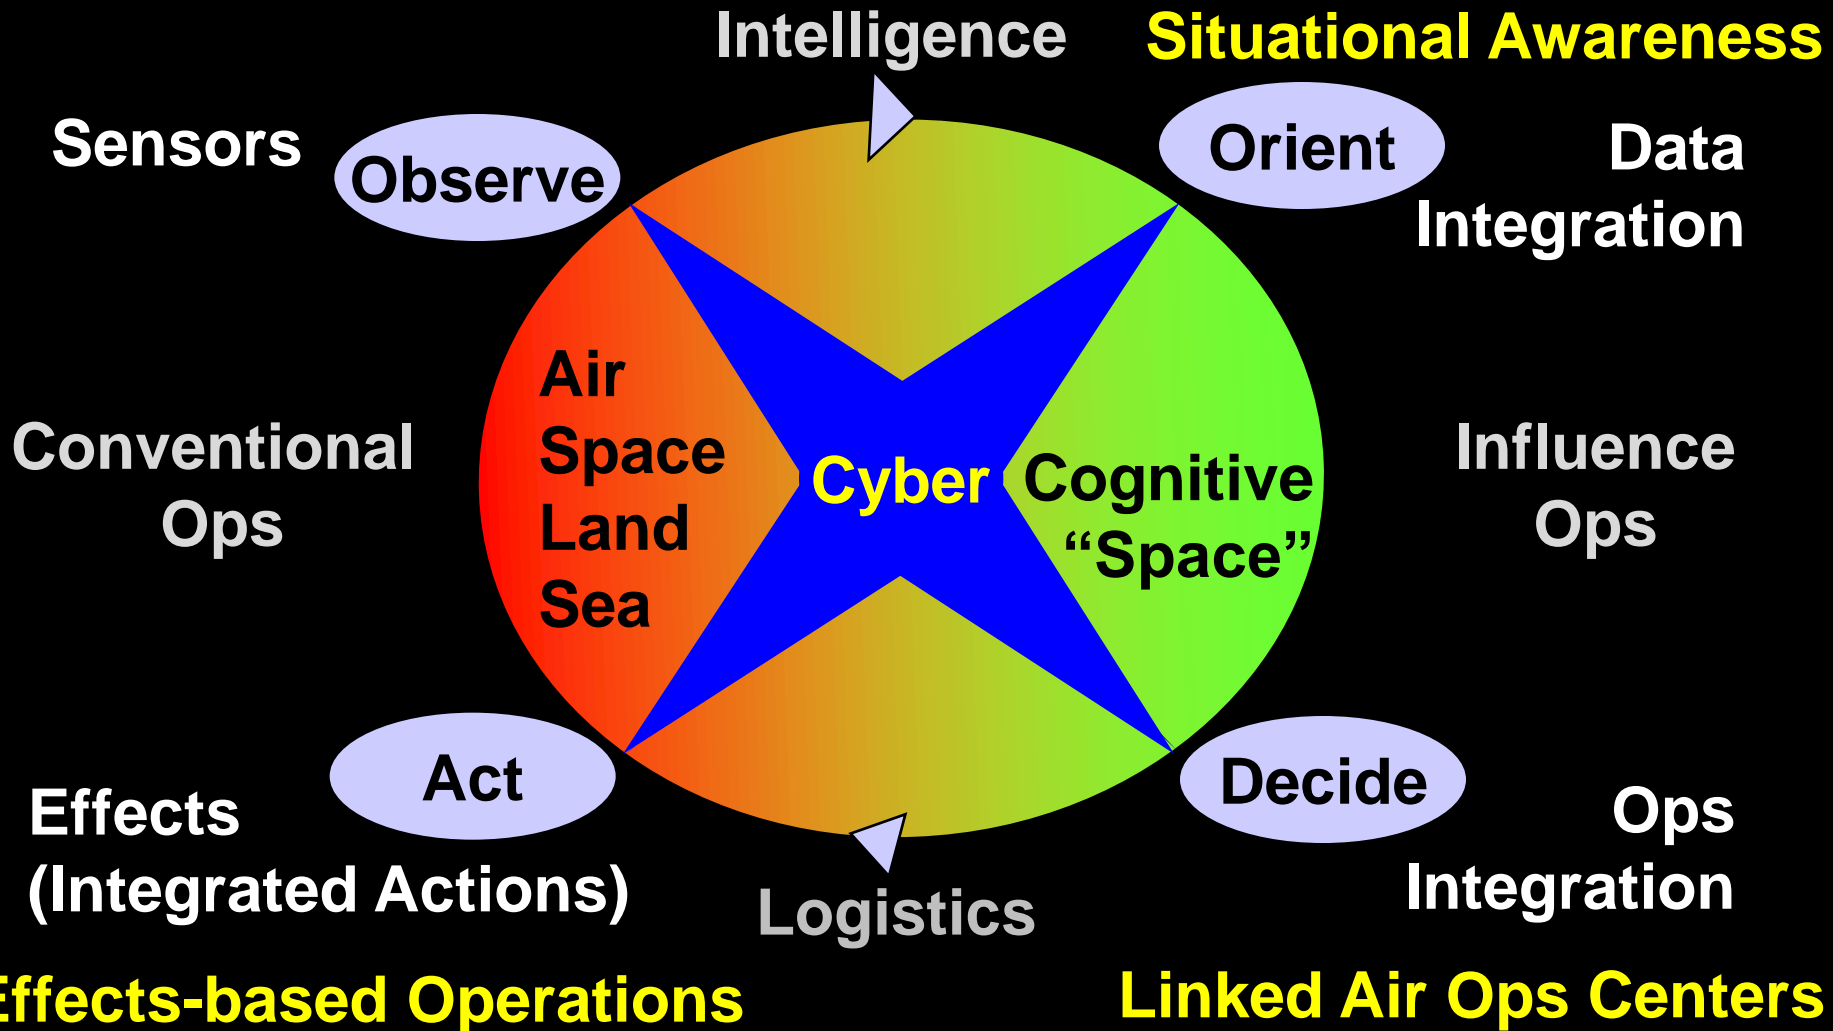 Intelligence
Situational Awareness
Sensors
Observe
Orient
Data
Integration
Air
Space
Land
Sea
Conventional
Ops
Cyber
Cognitive
“Space”
Influence
Ops
Act
Decide
Effects
(Integrated Actions)
Ops
Integration
Logistics
Effects-based Operations
Linked Air Ops Centers